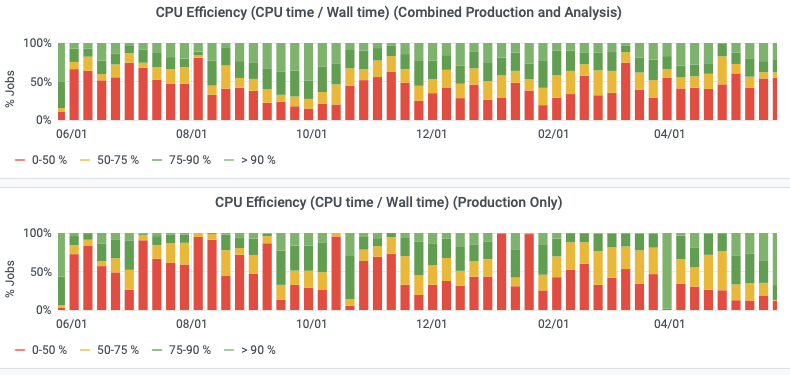 CPU Efficiency (CPU time / Wall time) (Combined Production and Analysis)
100%
50%
0%
% Jobs
06/01 08/01 10/01 12/01 02/01 04/01
0-50 % 50-75 % 75-90 % > 90 %
CPU Efficiency (CPU time / Wall time) (Production Only)
100%
50%
0%
% Jobs
06/01 08/01 10/01 12/01 02/01 04/01
0-50 % 50-75 % 75-90 % > 90 %